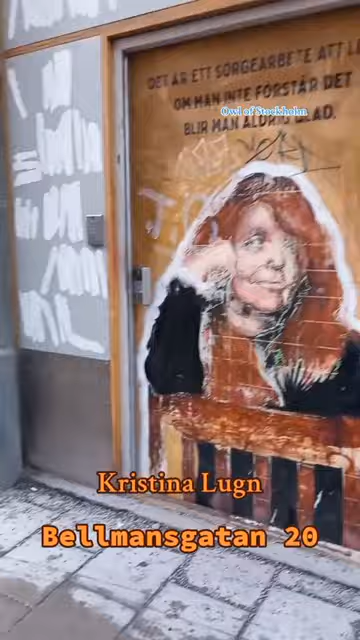 DET ÄR ETT SORGEARBETE ATT
OM MAN INTE FÖRSTÅR DET
Owl of Stockholm
BLIR MAN ALDRIG GLAD.
Kristina Lugn
Bellmansgatan 20